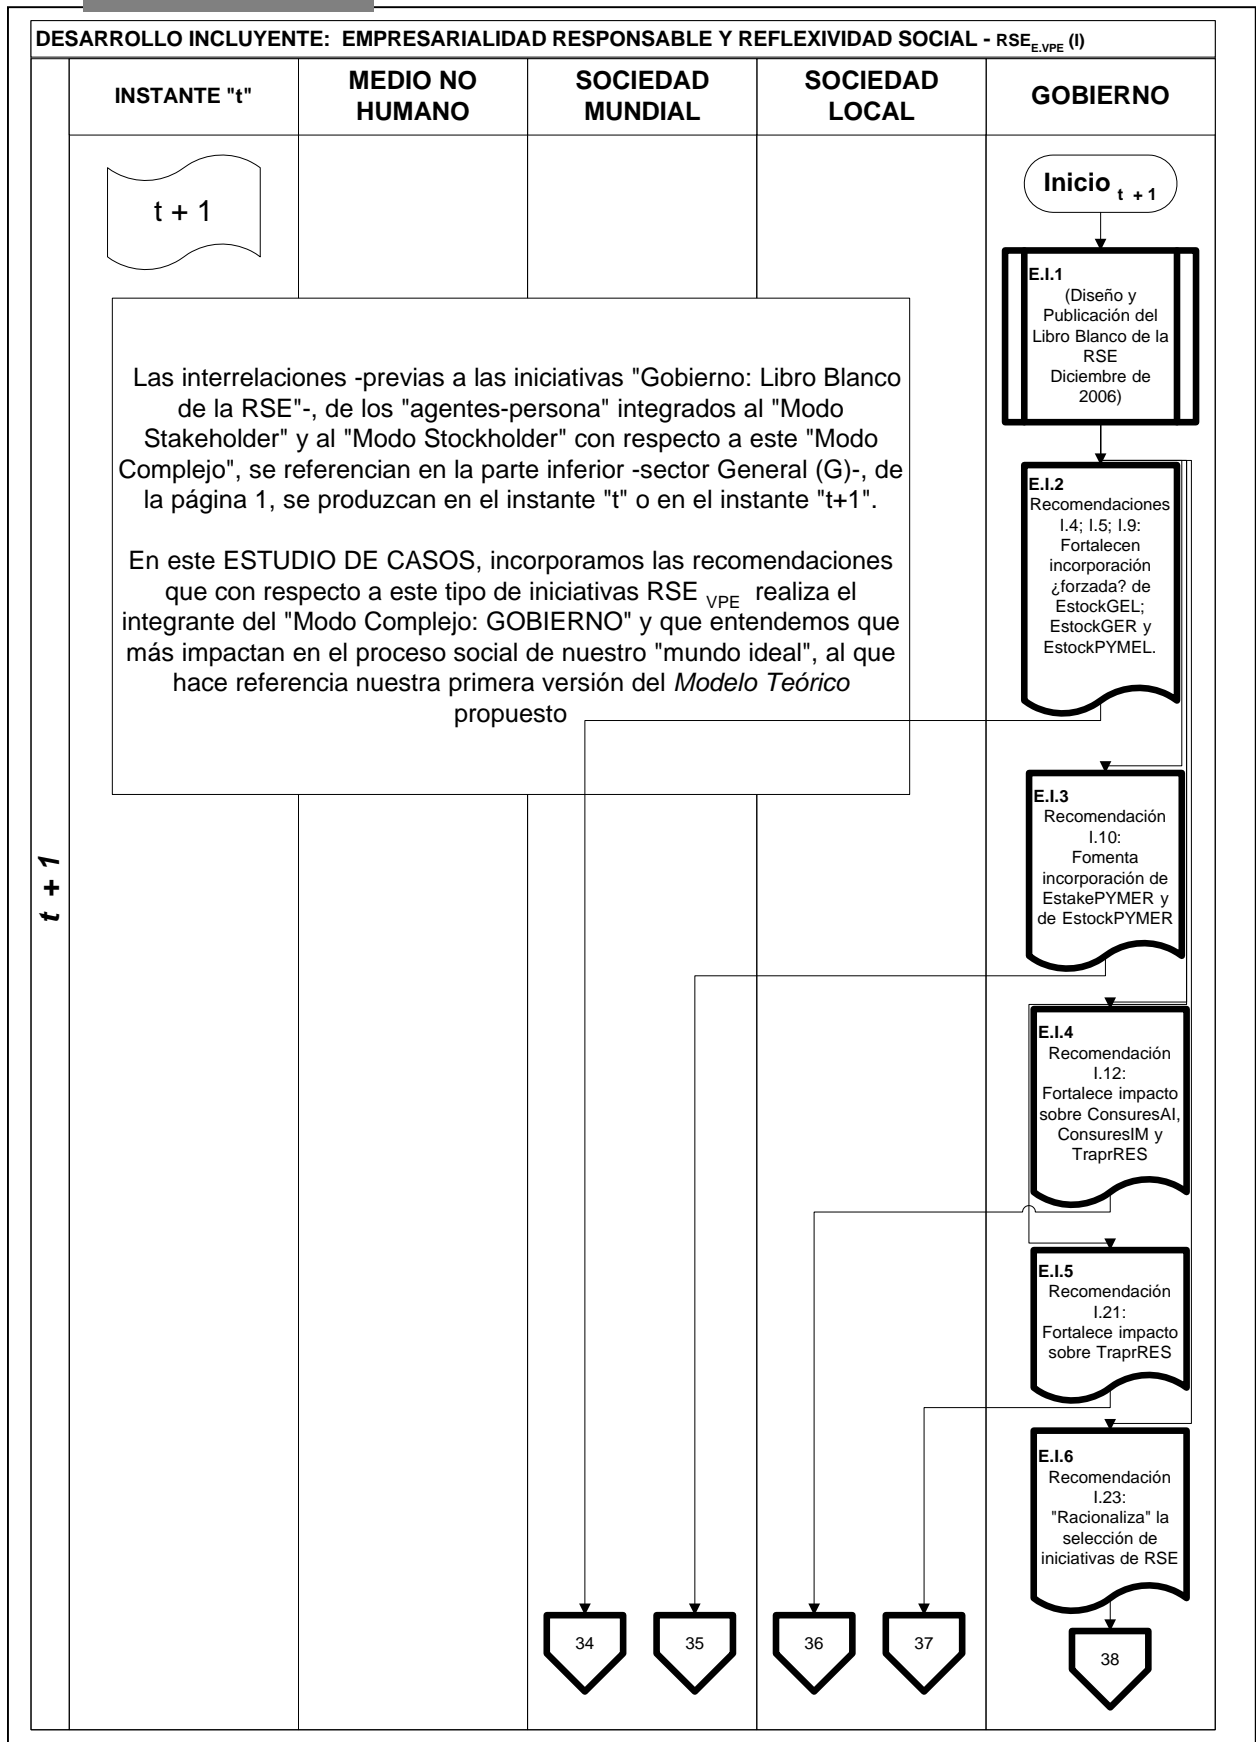 DESARROLLO INCLUYENTE: EMPRESARIALIDAD RESPONSABLE Y REFLEXIVIDAD SOCIAL - RSE E.VPE (I)
INSTANTE "t"
MEDIO NO
HUMANO
SOCIEDAD
MUNDIAL
SOCIEDAD
LOCAL
GOBIERNO
t + 1
t + 1
Inicio t + 1
E.I.1
(Diseño y
Publicación del
Libro Blanco de la
RSE
Diciembre de
2006)
Las interrelaciones -previas a las iniciativas "Gobierno: Libro Blanco
de la RSE"-, de los "agentes-persona" integrados al "Modo
Stakeholder" y al "Modo Stockholder" con respecto a este "Modo
Complejo", se referencian en la parte inferior -sector General (G)-, de
la página 1, se produzcan en el instante "t" o en el instante "t+1".
En este ESTUDIO DE CASOS, incorporamos las recomendaciones
que con respecto a este tipo de iniciativas RSE VPE realiza el
integrante del "Modo Complejo: GOBIERNO" y que entendemos que
más impactan en el proceso social de nuestro "mundo ideal", al que
hace referencia nuestra primera versión del Modelo Teórico
propuesto
E.I.2
Recomendaciones
I.4; I.5; I.9:
Fortalecen
incorporación
¿forzada? de
EstockGEL;
EstockGER y
EstockPYMEL.
E.I.3
Recomendación
I.10:
Fomenta
incorporación de
EstakePYMER y
de EstockPYMER
E.I.4
Recomendación
I.12:
Fortalece impacto
sobre ConsuresAI,
ConsuresIM y
TraprRES
E.I.5
Recomendación
I.21:
Fortalece impacto
sobre TraprRES
E.I.6
Recomendación
I.23:
"Racionaliza" la
selección de
iniciativas de RSE
34
35
36
37
38